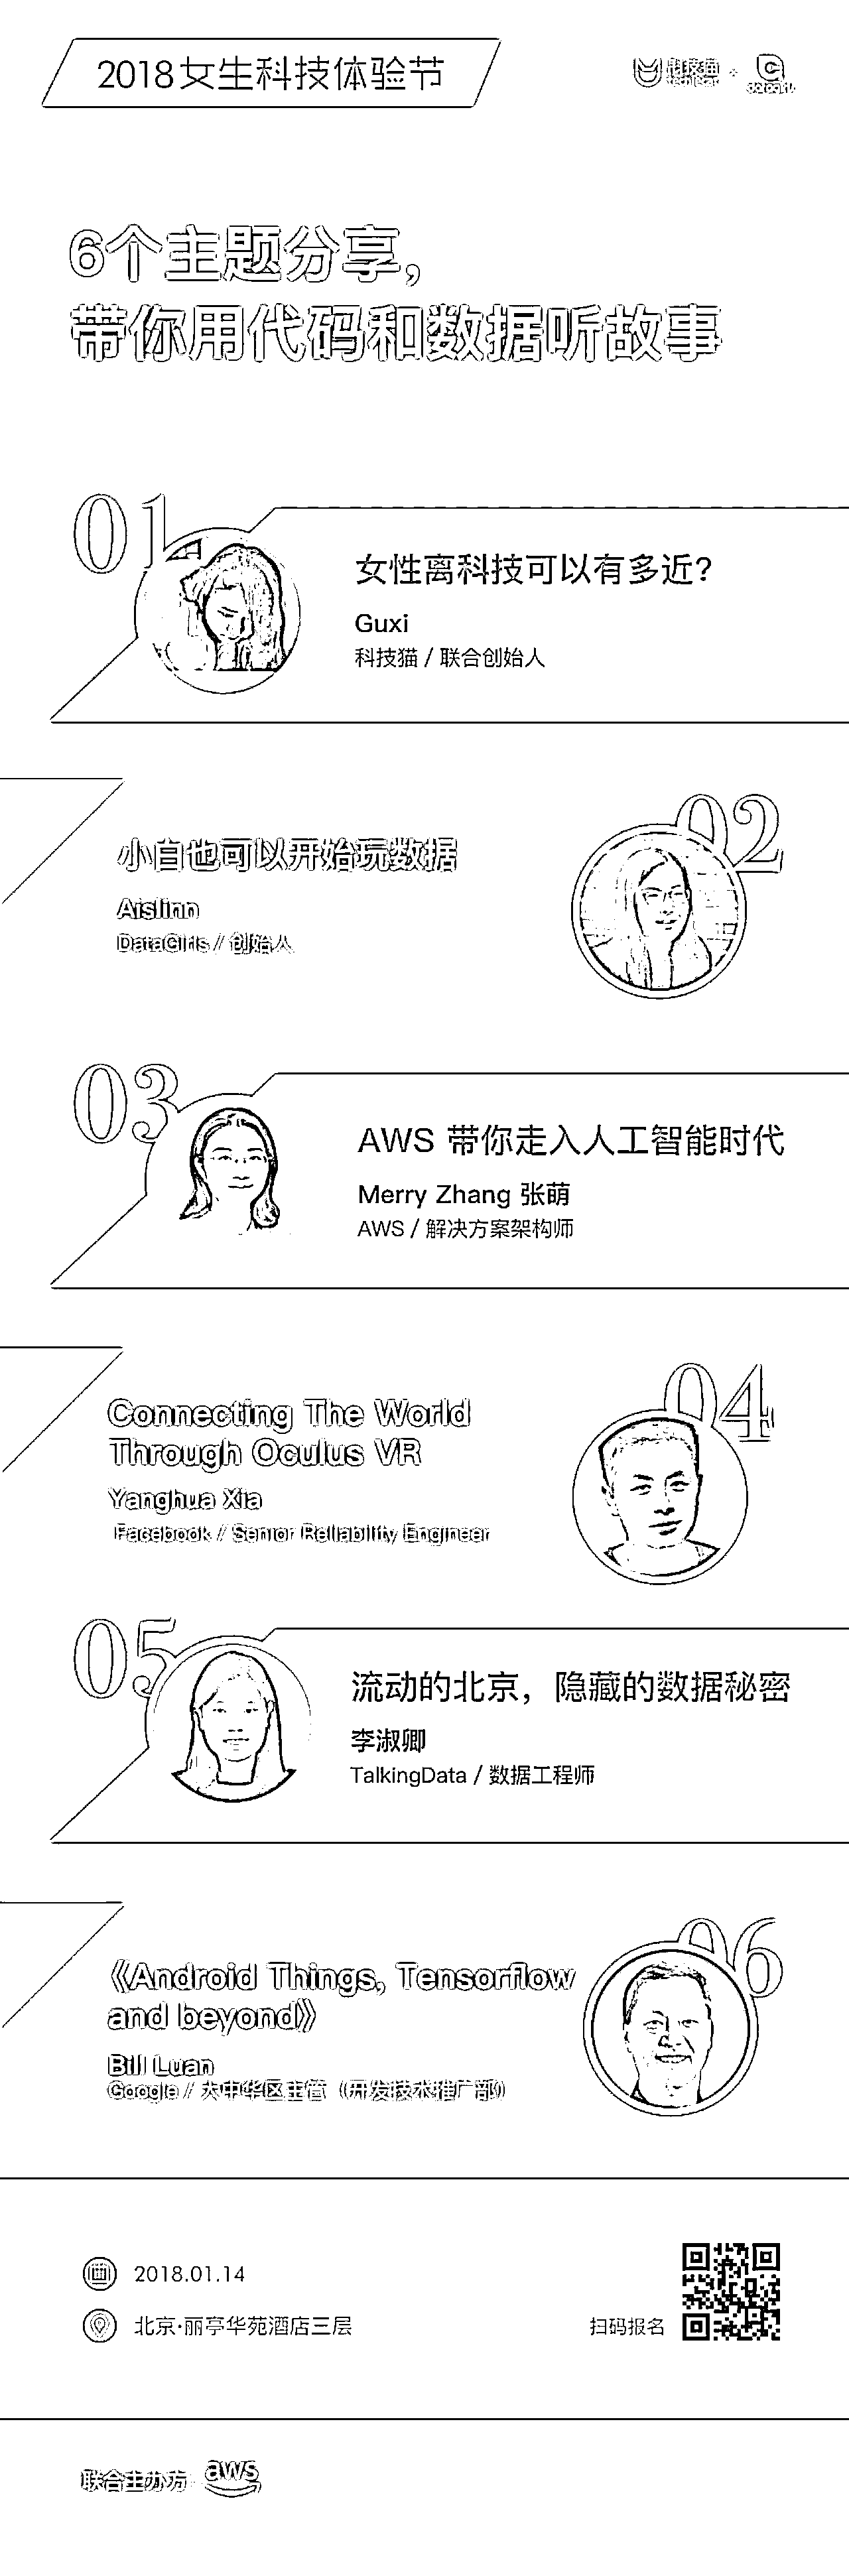 2018女生科技体验节
科技猫
6个主题分享，
带你用代码和数据听故事
01
女性离科技可以有多近?
Guxi
科技猫 / 联合创始人
02
小白也可以开始玩数据
Aislinn
DataGirls / 创始人
03
AWS 带你走入人工智能时代
Merry Zhang 张萌
AWS / 解决方案架构师
04
Connecting The World
Through Oculus VR
Yanghua Xia
Facebook / Senior Reliability Engineer
05
流动的北京，隐藏的数据秘密
李淑卿
TalkingData / 数据工程师
06
《Android Things, Tensorflow
and beyond》
Bill Luan
Google / 大中华区主管（开发技术推广部）
2018.01.14
北京·丽亭华苑酒店三层
扫码报名
联合主办方 aws